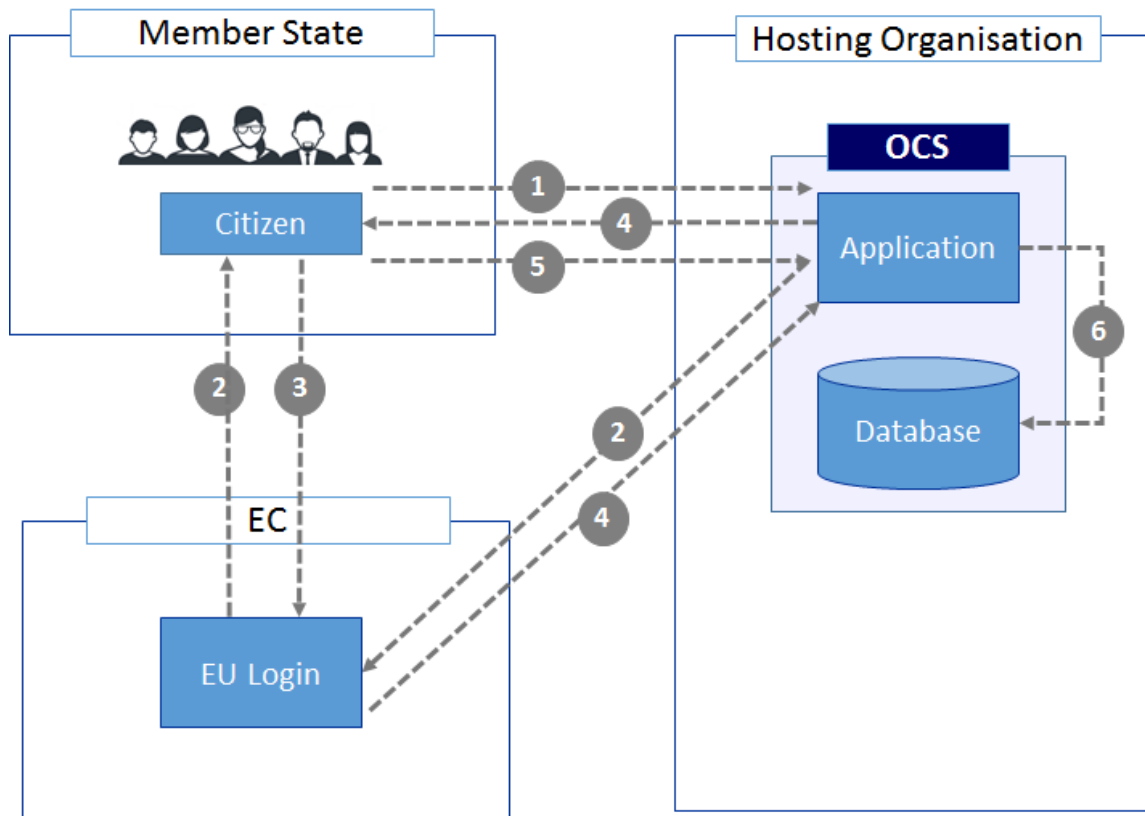 Member State
Hosting Organisation
OCS
1
Citizen
4
Application
5
6
2
3
2
Database
4
EC
EU Login